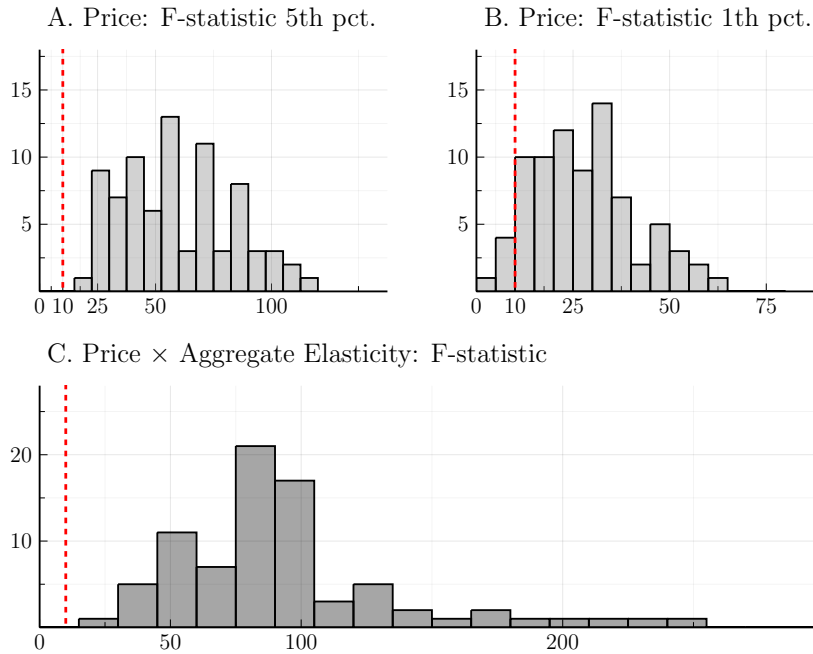 A. Price: F-statistic 5th pct.
B. Price: F-statistic 1th pct.
15
10
5
0 10 25 50 100
15
10
5
0 10 25 50 75
C. Price × Aggregate Elasticity: F-statistic
20
10
0 50 100 200